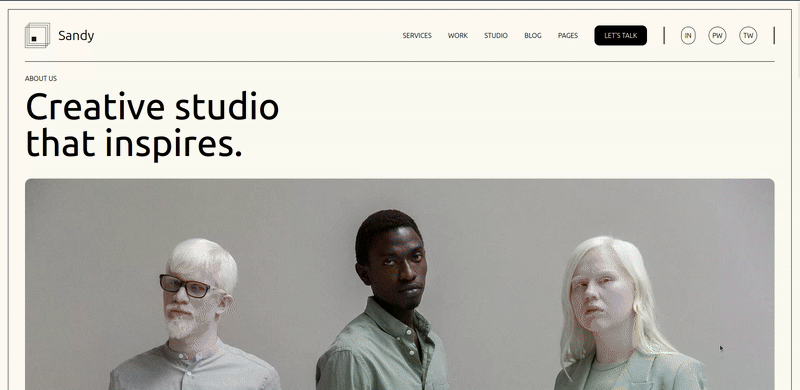 Sandy
SERVICES WORK STUDIO BLOG PAGES LET'S TALK IN PW TW
ABOUT US
Creative studio
that inspires.